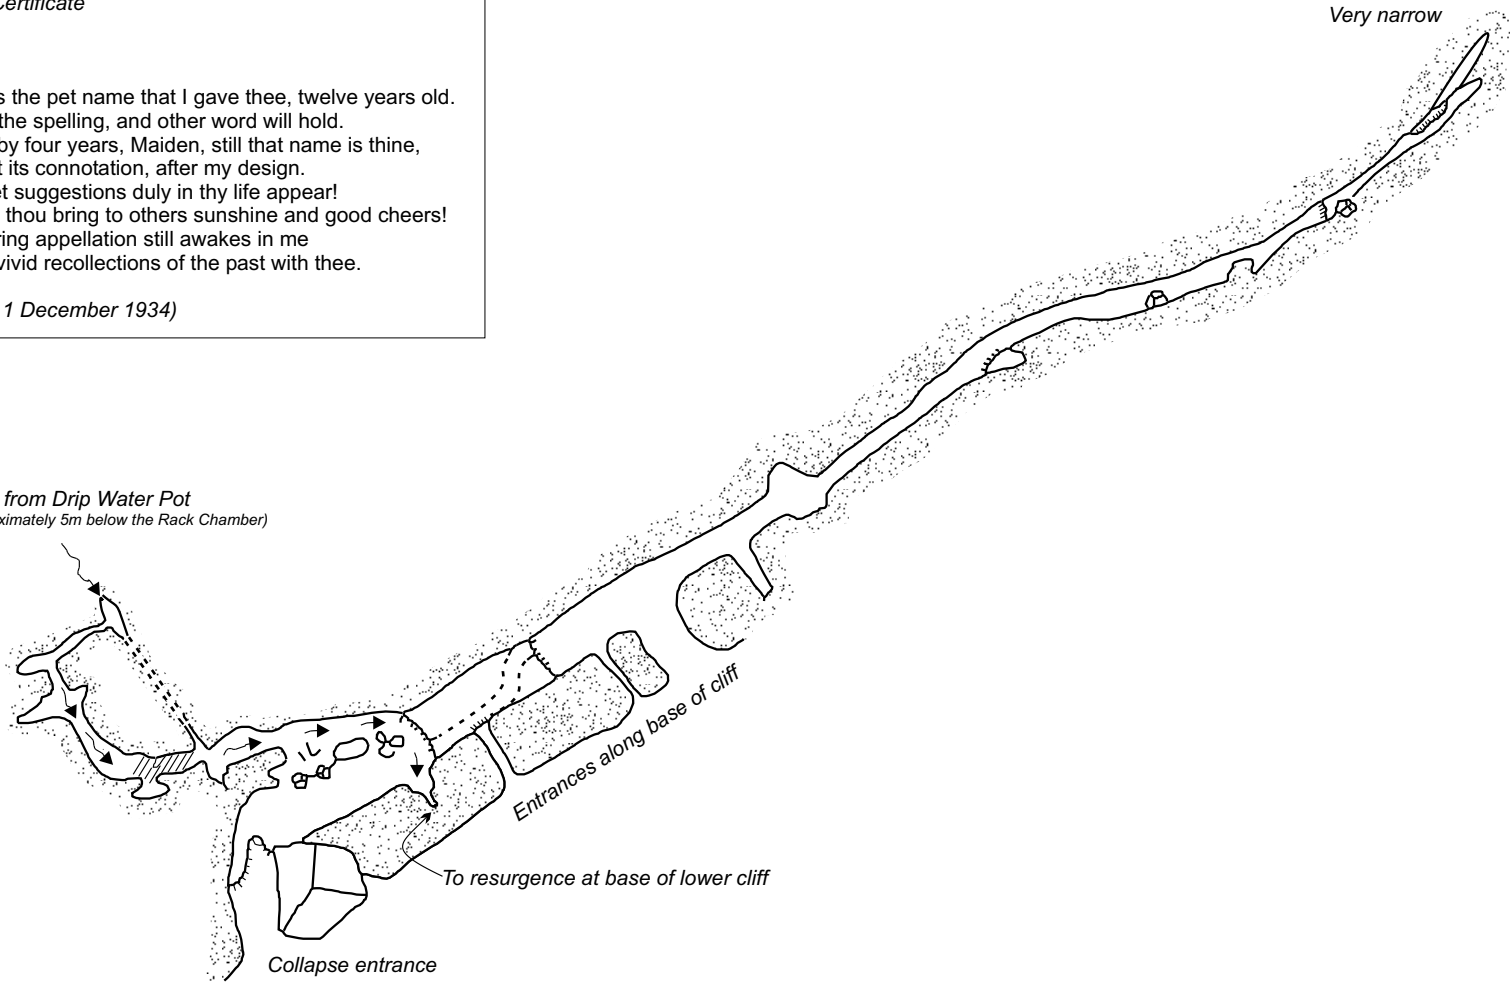 Certificate
s the pet name that I gave thee, twelve years old.
the spelling, and other word will hold.
by four years, Maiden, still that name is thine,
t its connotation, after my design.
et suggestions duly in thy life appear!
thou bring to others sunshine and good cheers!
ring appellation still awakes in me
vivid recollections of the past with thee.
1 December 1934)
Very narrow
from Drip Water Pot
ximately 5m below the Rack Chamber)
Entrances along base of cliff
To resurgence at base of lower cliff
Collapse entrance